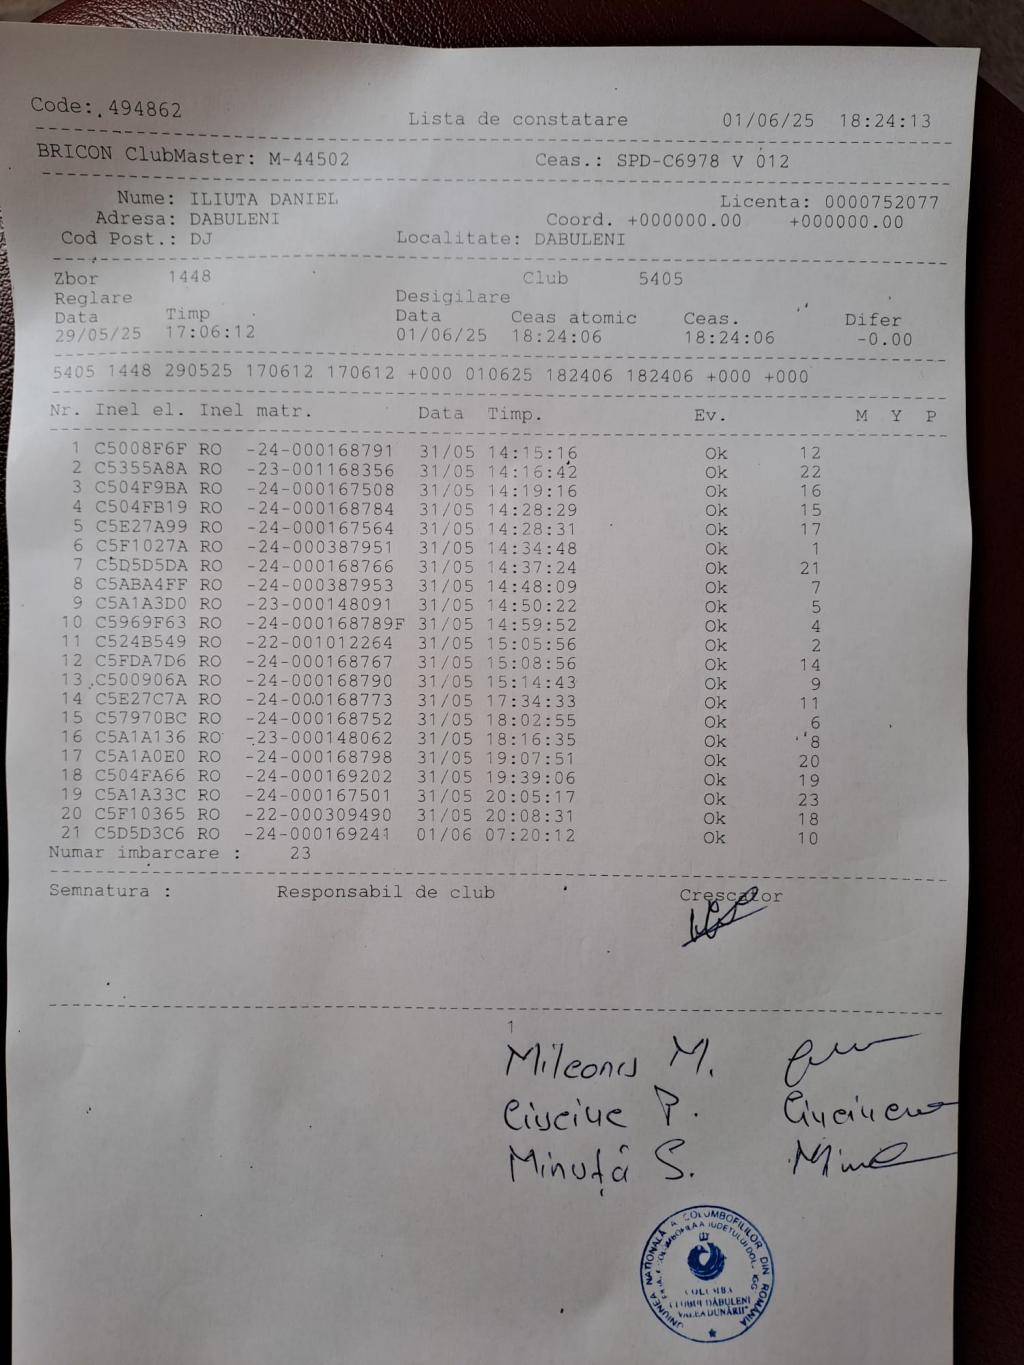 Code: 494862 Lista de constatare 01/06/25 18:24:13
BRICON ClubMaster: M-44502 Ceas.: SPD-C6978 V 012
Nume: ILIUTA DANIEL Licenta: 0000752077
Adresa: DABULENI Coord. +000000.00 +000000.00
Cod Post.: DJ Localitate: DABULENI
Zbor 1448 Club 5405
Reglare Desigilare
Data Timp Data Ceas atomic Ceas. Difer
29/05/25 17:06:12 01/06/25 18:24:06 18:24:06 -0.00
5405 1448 290525 170612 170612 +000 010625 182406 182406 +000 +000
Nr. Inel el. Inel matr. Data Timp. Ev. M Y P
1 C5008F6F RO -24-000168791 31/05 14:15:16 Ok 12
2 C5355A8A RO -23-001168356 31/05 14:16:42 Ok 22
3 C504F9BA RO -24-000167508 31/05 14:19:16 Ok 16
4 C504FB19 RO -24-000168784 31/05 14:28:29 Ok 15
5 C5E27A99 RO -24-000167564 31/05 14:28:31 Ok 17
6 C5F1027A RO -24-000387951 31/05 14:34:48 Ok 1
7 C5D5D5DA RO -24-000168766 31/05 14:37:24 Ok 21
8 C5ABA4FF RO -24-000387953 31/05 14:48:09 Ok 7
9 C5A1A3D0 RO -23-000148091 31/05 14:50:22 Ok 5
10 C5969F63 RO -24-000168789F 31/05 14:59:52 Ok 4
11 C524B549 RO -22-001012264 31/05 15:05:56 Ok 2
12 C5FDA7D6 RO -24-000168767 31/05 15:08:56 Ok 14
13 C500906A RO -24-000168790 31/05 15:14:43 Ok 9
14 C5E27C7A RO -24-000168773 31/05 17:34:33 Ok 11
15 C57970BC RO -24-000168752 31/05 18:02:55 Ok 6
16 C5A1A136 RO -23-000148062 31/05 18:16:35 Ok 8
17 C5A1A0E0 RO -24-000168798 31/05 19:07:51 Ok 20
18 C504FA66 RO -24-000169202 31/05 19:39:06 Ok 19
19 C5A1A33C RO -24-000167501 31/05 20:05:17 Ok 23
20 C5F10365 RO -22-000309490 31/05 20:08:31 Ok 18
21 C5D5D3C6 RO -24-000169241 01/06 07:20:12 Ok 10
Numar imbarcare : 23
Semnatura : Responsabil de club Crescator
1
M.
P.
Minuță S.
UNIUNEA NAȚIONALĂ A COLUMBOFILILOR DIN ROMÂNIA
COLUMBA
CLUBUL DĂBULENI
VALEA DUNĂRII"